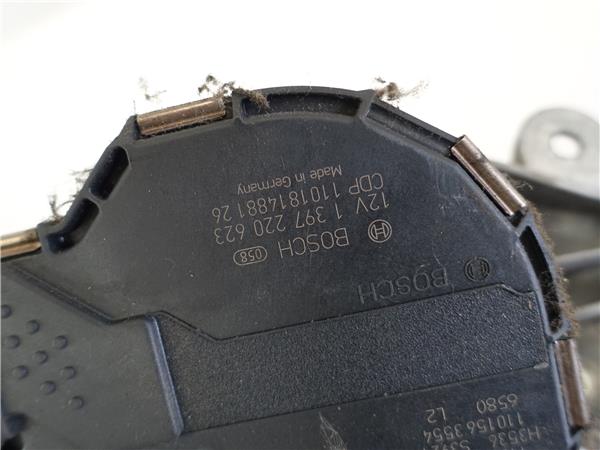 BOSCH 058
12V 1 397 220 623
CDP 1101814881 26
Made in Germany
BOSCH
1101563554
6580 L2